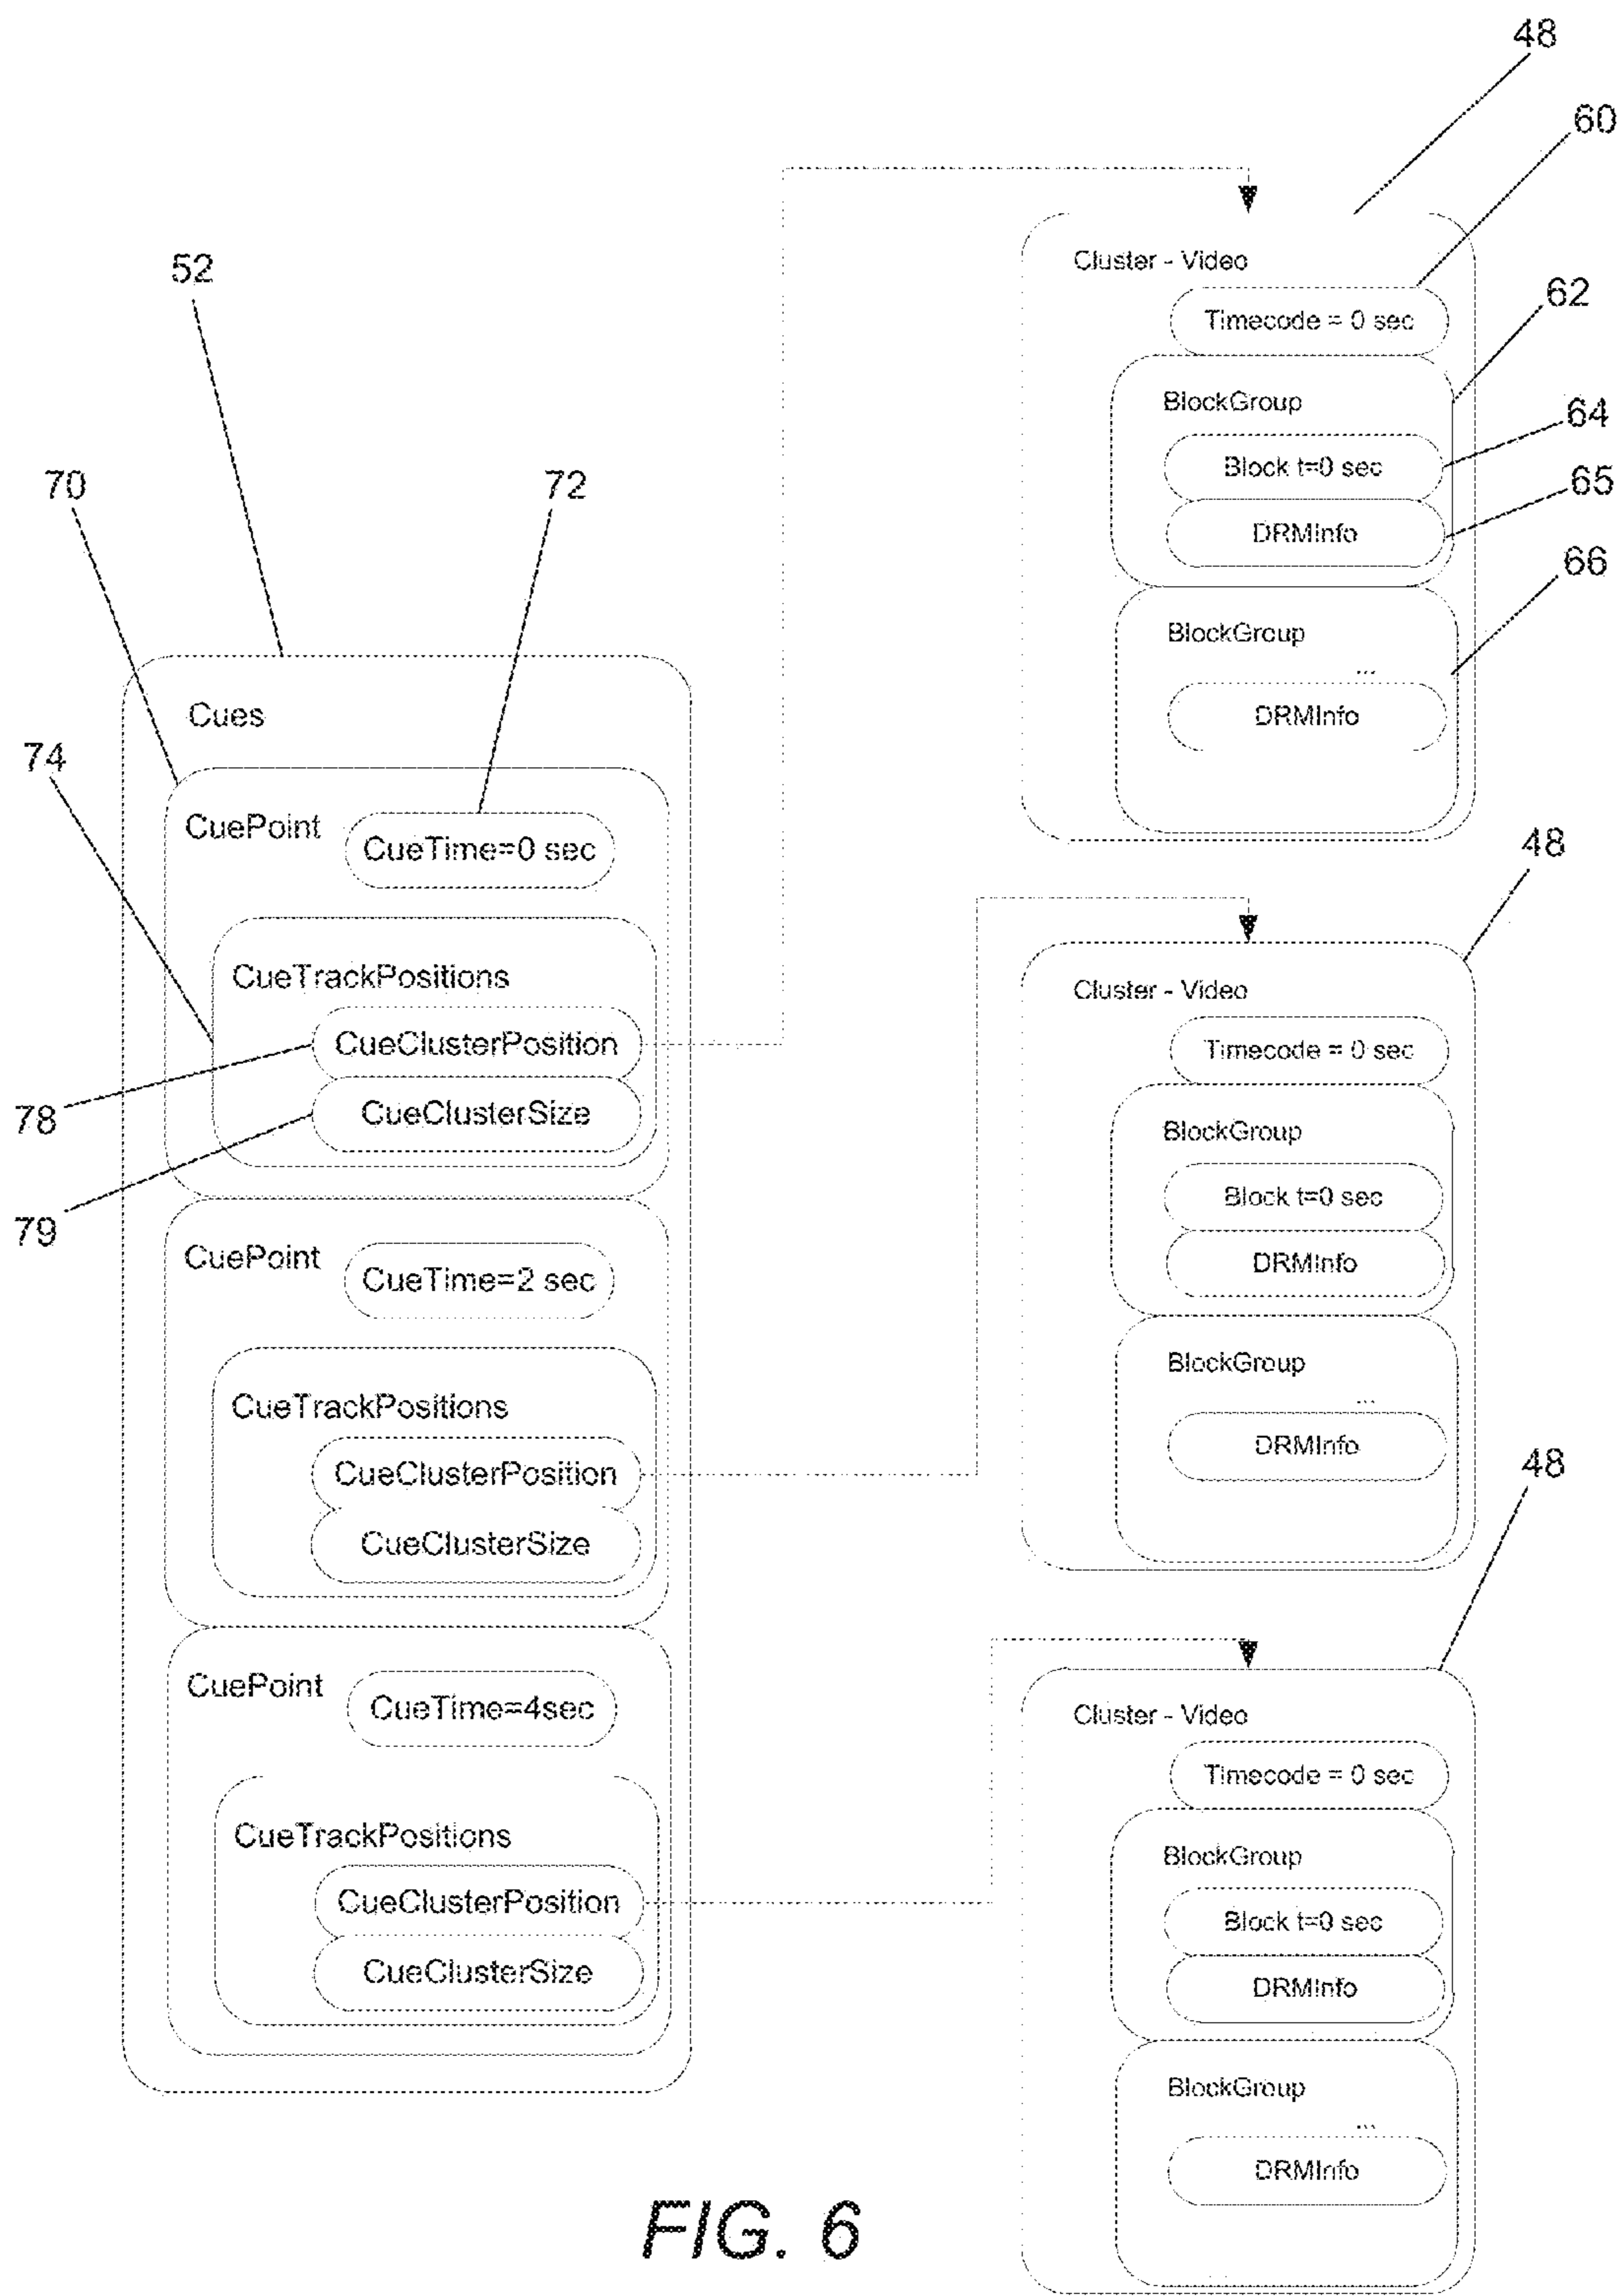 48
60
52
Cluster - Video
Timecode = 0 sec
62
BlockGroup
64
Block t=0 sec
65
DRMInfo
66
BlockGroup
...
DRMInfo
70
72
Cues
74
CuePoint
CueTime=0 sec
CueTrackPositions
CueClusterPosition
78
CueClusterSize
79
CuePoint
CueTime=2 sec
CueTrackPositions
CueClusterPosition
CueClusterSize
CuePoint
CueTime=4sec
CueTrackPositions
CueClusterPosition
CueClusterSize
48
Cluster - Video
Timecode = 0 sec
BlockGroup
Block t=0 sec
DRMInfo
BlockGroup
...
DRMInfo
48
Cluster - Video
Timecode = 0 sec
BlockGroup
Block t=0 sec
DRMInfo
BlockGroup
...
DRMInfo
FIG. 6